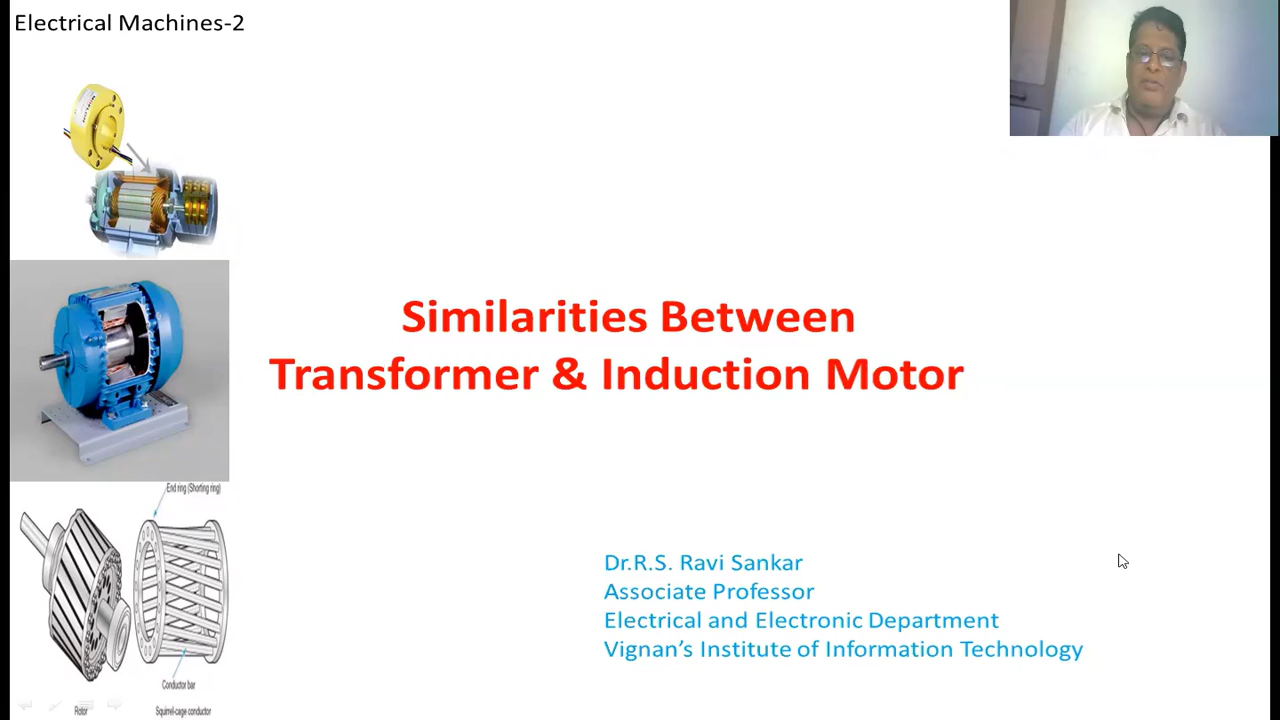 Electrical Machines-2
Similarities Between
Transformer & Induction Motor
End ring (Shorting ring)
Conductor bar
Rotor
Squirrel-cage conductor
Dr.R.S. Ravi Sankar
Associate Professor
Electrical and Electronic Department
Vignan's Institute of Information Technology